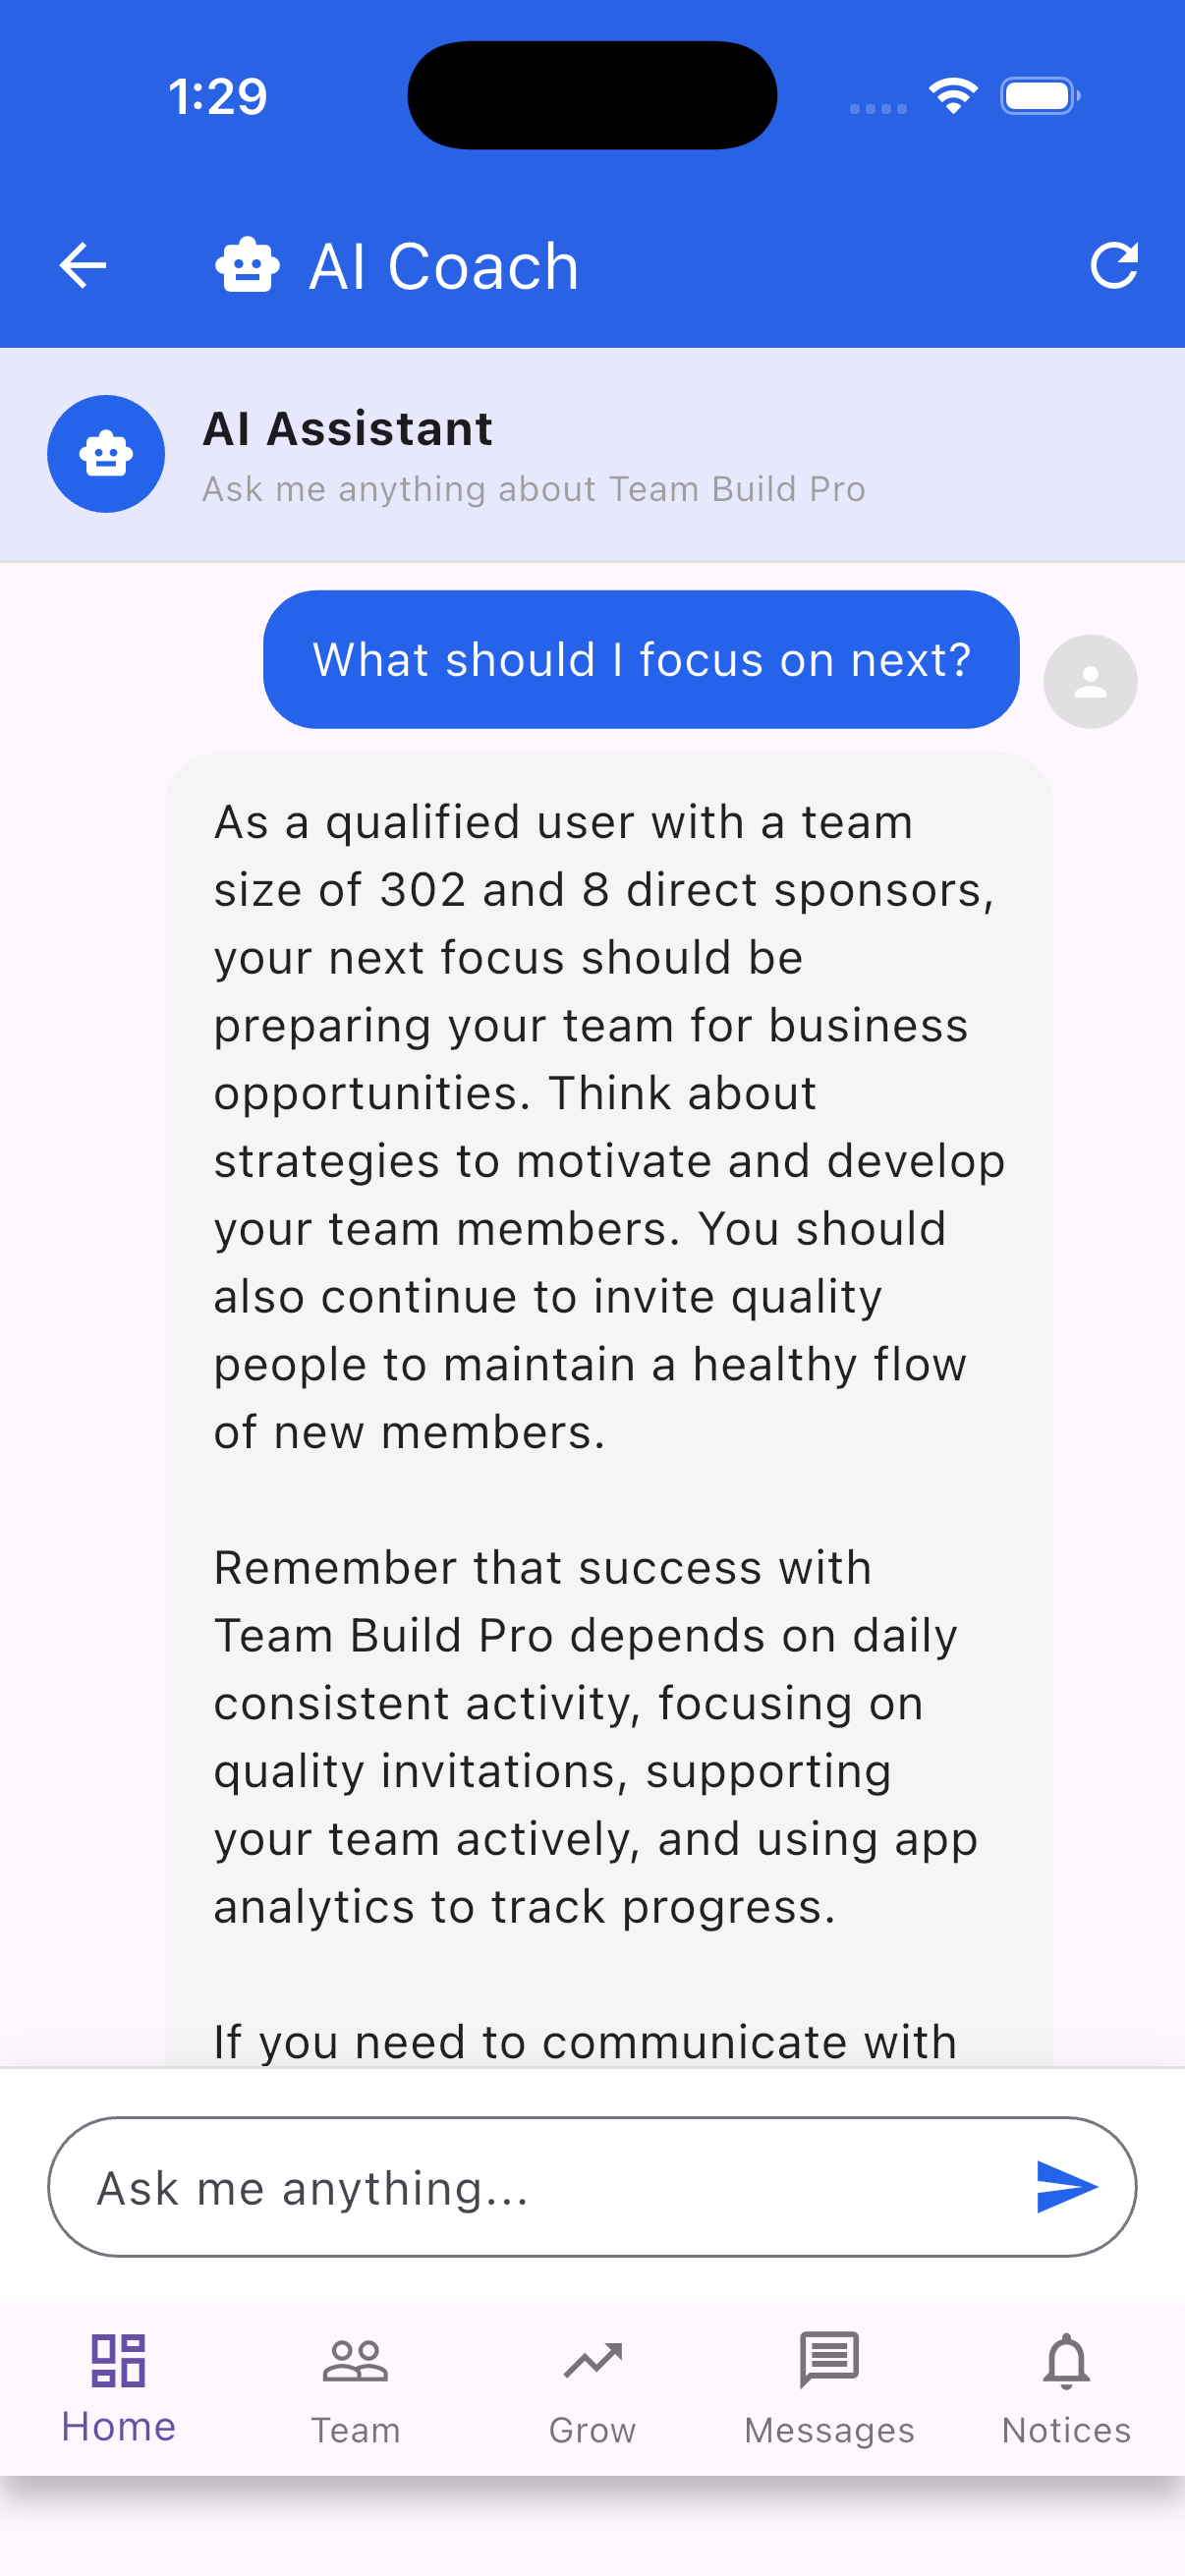 1:29
AI Coach
AI Assistant
Ask me anything about Team Build Pro
What should I focus on next?
As a qualified user with a team
size of 302 and 8 direct sponsors,
your next focus should be
preparing your team for business
opportunities. Think about
strategies to motivate and develop
your team members. You should
also continue to invite quality
people to maintain a healthy flow
of new members.
Remember that success with
Team Build Pro depends on daily
consistent activity, focusing on
quality invitations, supporting
your team actively, and using app
analytics to track progress.
If you need to communicate with
Ask me anything...
Home
Team
Grow
Messages
Notices